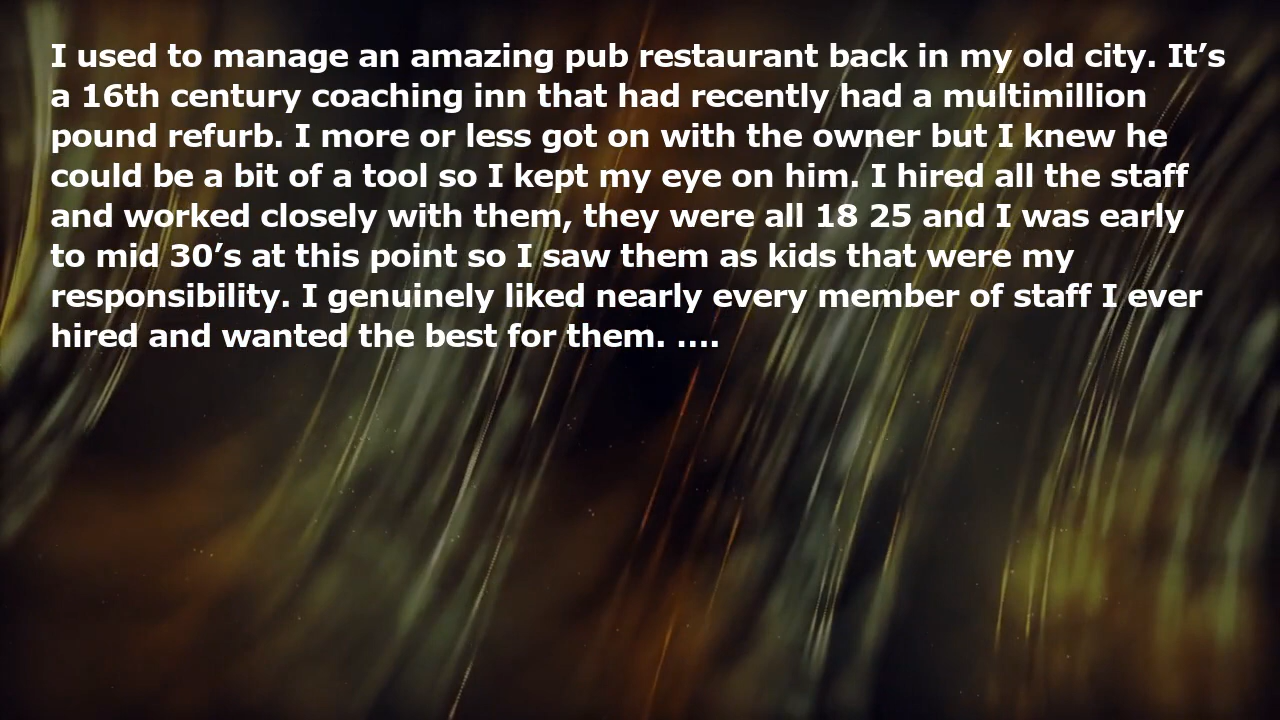 I used to manage an amazing pub restaurant back in my old city. It’s
a 16th century coaching inn that had recently had a multimillion
pound refurb. I more or less got on with the owner but I knew he
could be a bit of a tool so I kept my eye on him. I hired all the staff
and worked closely with them, they were all 18 25 and I was early
to mid 30’s at this point so I saw them as kids that were my
responsibility. I genuinely liked nearly every member of staff I ever
hired and wanted the best for them. ....